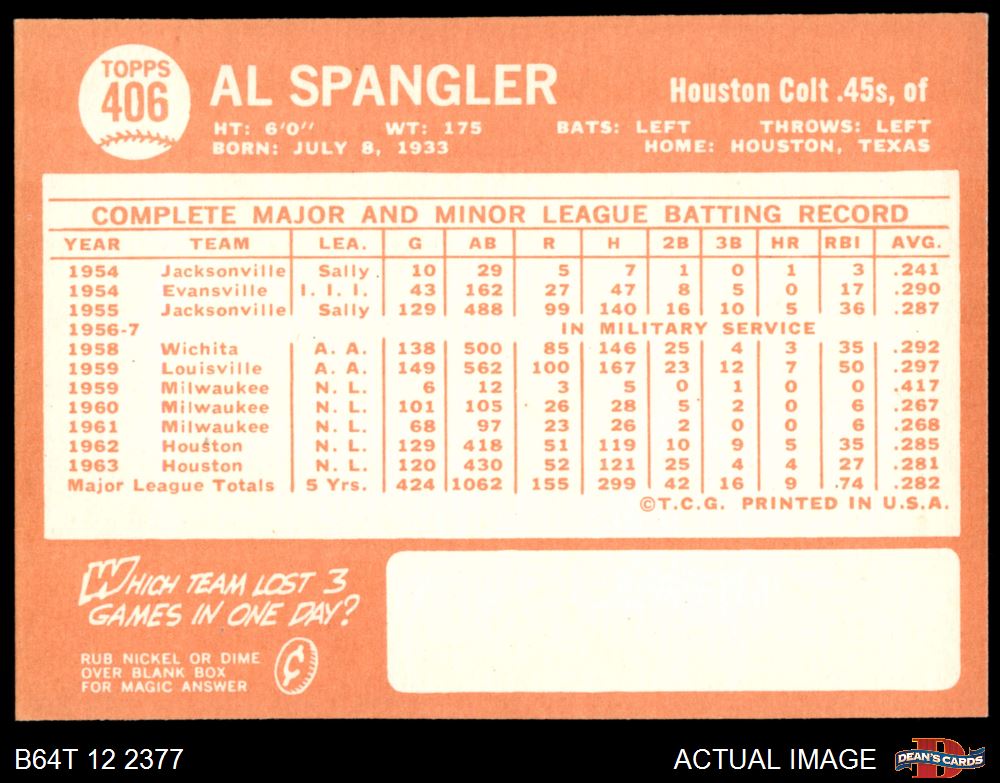 TOPPS
406
AL SPANGLER
Houston Colt .45s, of
HT: 6'0" WT: 175 BATS: LEFT THROWS: LEFT
BORN: JULY 8, 1933 HOME: HOUSTON, TEXAS
COMPLETE MAJOR AND MINOR LEAGUE BATTING RECORD
YEAR TEAM LEA. G AB R H 2B 3B HR RBI AVG.
1954 Jacksonville Sally 10 29 5 7 1 0 1 3 .241
1954 Evansville I. I. I. 43 162 27 47 8 5 0 17 .290
1955 Jacksonville Sally 129 488 99 140 16 10 5 36 .287
1956-7 IN MILITARY SERVICE
1958 Wichita A. A. 138 500 85 146 25 4 3 35 .292
1959 Louisville A. A. 149 562 100 167 23 12 7 50 .297
1959 Milwaukee N. L. 6 12 3 5 0 1 0 0 .417
1960 Milwaukee N. L. 101 105 26 28 5 2 0 6 .267
1961 Milwaukee N. L. 68 97 23 26 2 0 0 6 .268
1962 Houston N. L. 129 418 51 119 10 9 5 35 .285
1963 Houston N. L. 120 430 52 121 25 4 4 27 .281
Major League Totals 5 Yrs. 424 1062 155 299 42 16 9 74 .282
©T.C.G. PRINTED IN U.S.A.
WHICH TEAM LOST 3
GAMES IN ONE DAY?
RUB NICKEL OR DIME
OVER BLANK BOX
FOR MAGIC ANSWER
¢
B64T 12 2377
ACTUAL IMAGE
D
DEAN'S CARDS